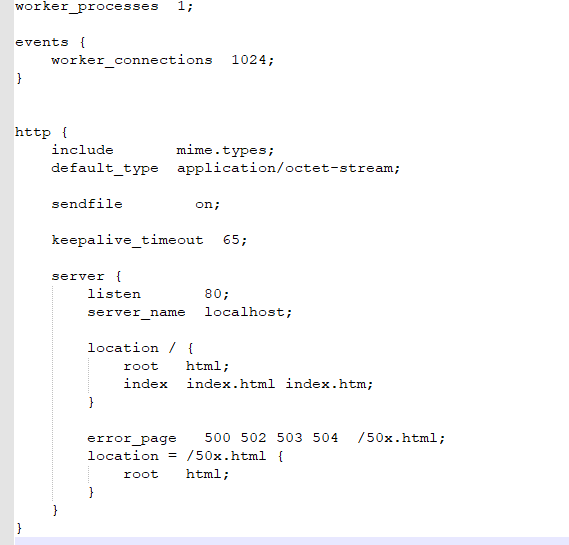 worker_processes  1;
events {
    worker_connections  1024;
}
http {
    include       mime.types;
    default_type  application/octet-stream;
    sendfile        on;
    keepalive_timeout  65;
    server {
        listen       80;
        server_name  localhost;
        location / {
            root   html;
            index  index.html index.htm;
        }
        error_page   500 502 503 504  /50x.html;
        location = /50x.html {
            root   html;
        }
    }
}